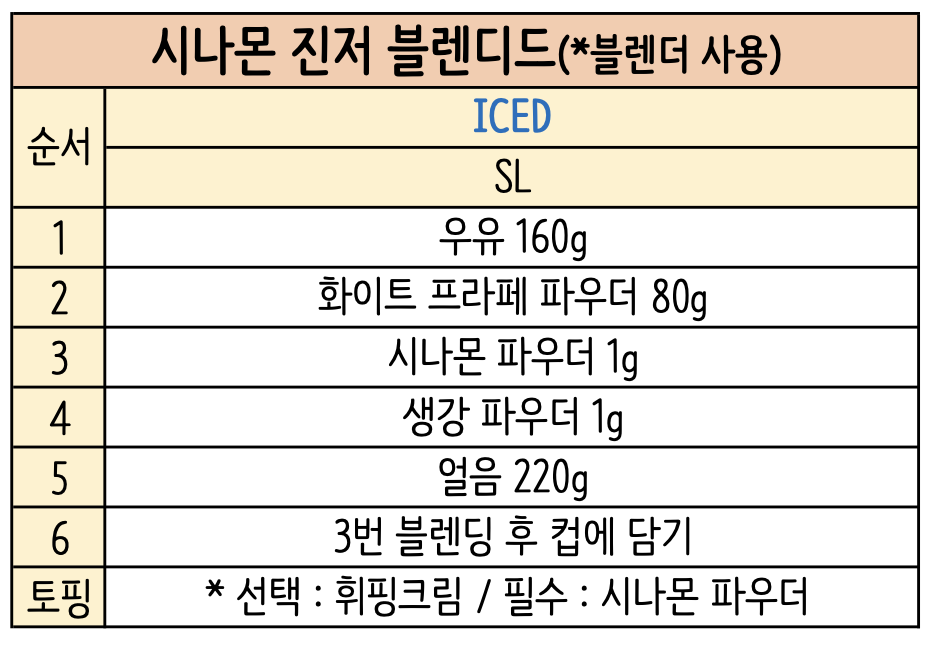 시나몬 진저 블렌디드(*블렌더 사용)
순서
ICED
SL
1 우유 160g
2 화이트 프라페 파우더 80g
3 시나몬 파우더 1g
4 생강 파우더 1g
5 얼음 220g
6 3번 블렌딩 후 컵에 담기
토핑 * 선택 : 휘핑크림 / 필수 : 시나몬 파우더